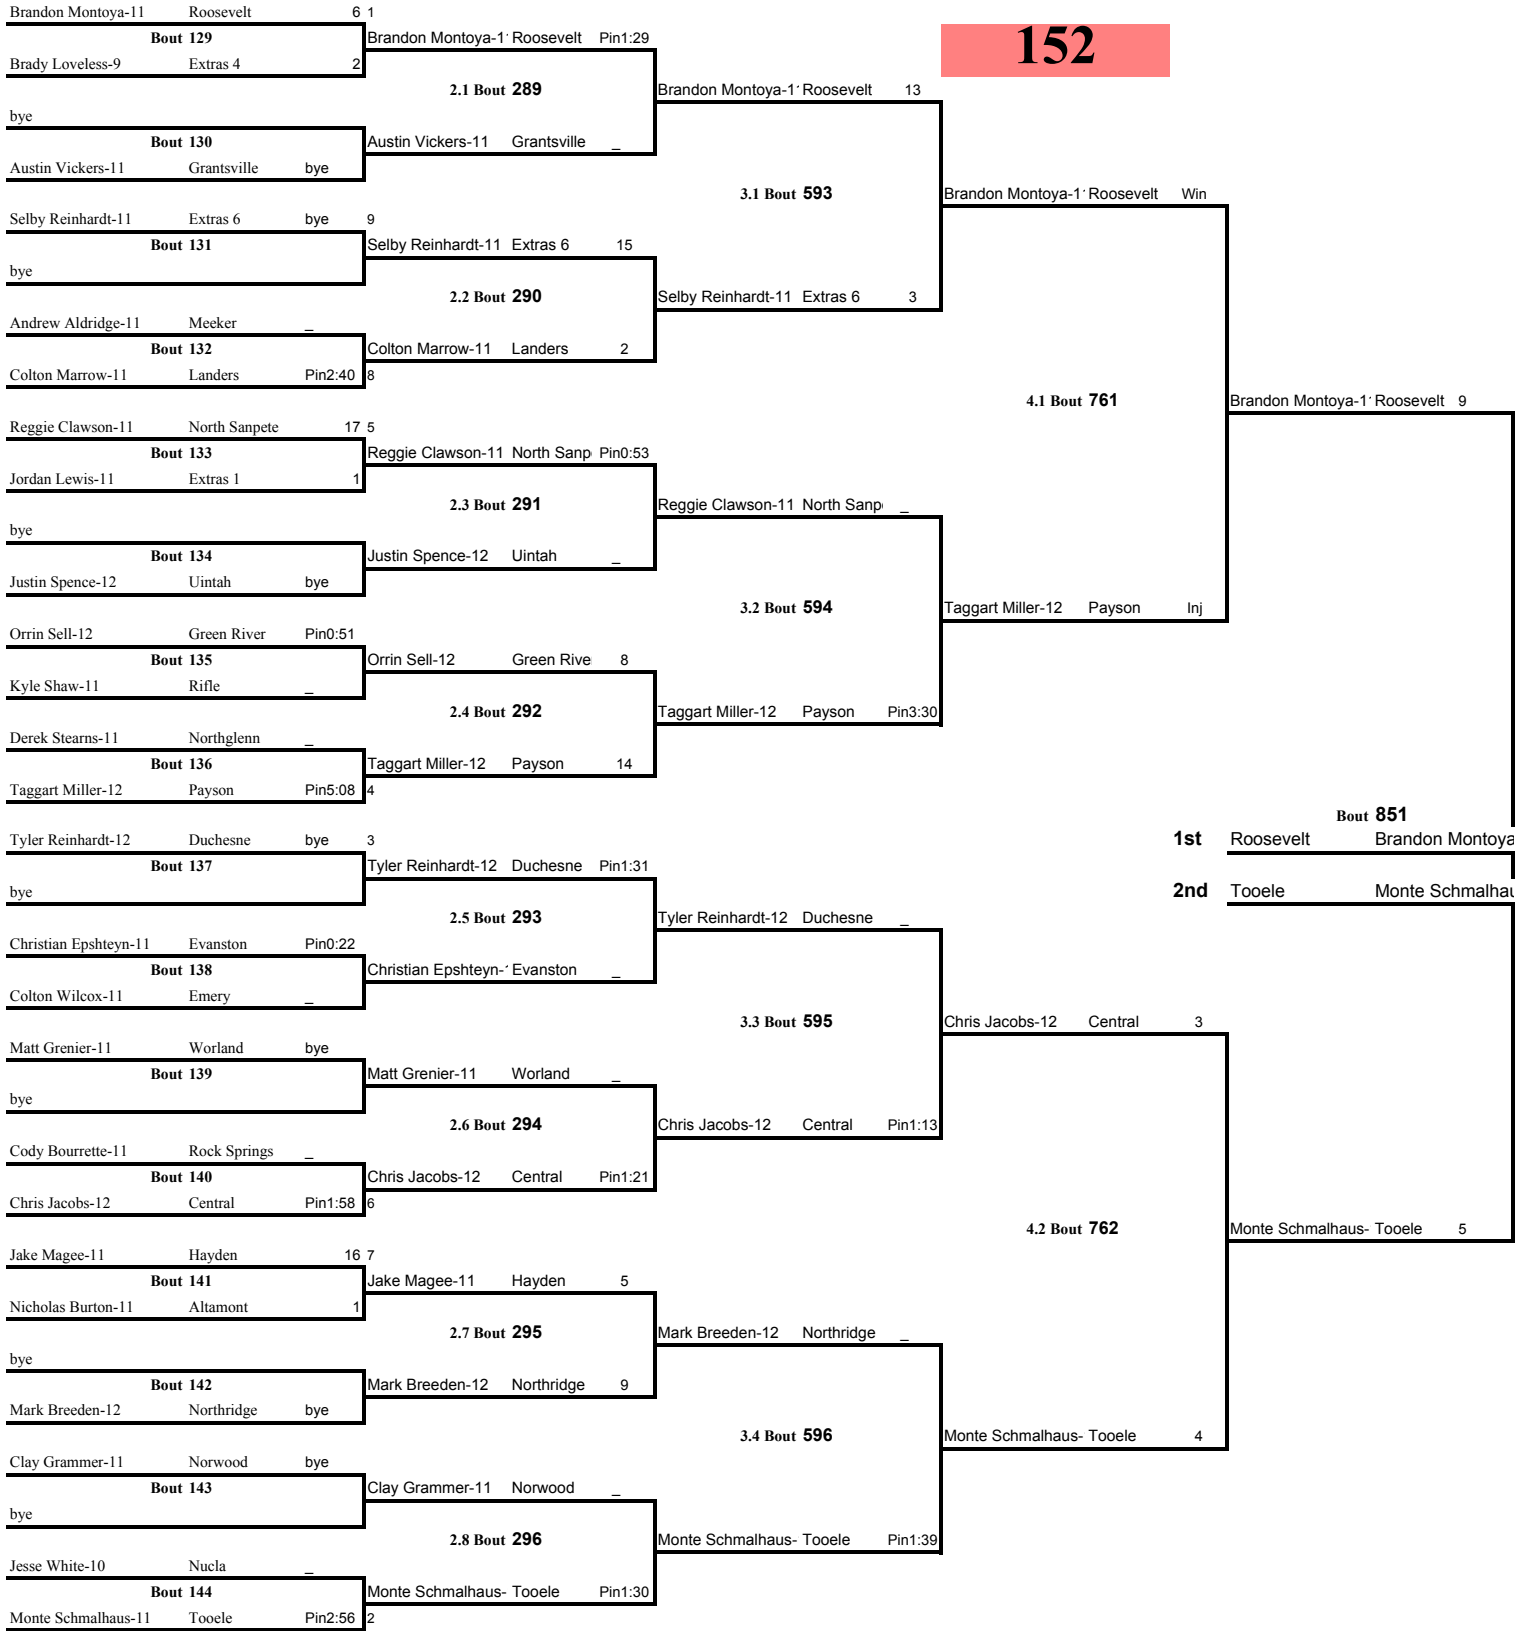 Brandon Montoya-11 Roosevelt 6 1
152
Bout 129
Brandon Montoya-1 Roosevelt Pin1:29
Brady Loveless-9 Extras 4 2
2.1 Bout 289
Brandon Montoya-1 Roosevelt 13
bye
Bout 130
Austin Vickers-11 Grantsville _
Austin Vickers-11 Grantsville bye
3.1 Bout 593
Brandon Montoya-1 Roosevelt Win
Selby Reinhardt-11 Extras 6 bye 9
Bout 131
Selby Reinhardt-11 Extras 6 15
bye
2.2 Bout 290
Selby Reinhardt-11 Extras 6 3
Andrew Aldridge-11 Meeker _
Bout 132
Colton Marrow-11 Landers 2
Colton Marrow-11 Landers Pin2:40 8
4.1 Bout 761
Brandon Montoya-1 Roosevelt 9
Reggie Clawson-11 North Sanpete 17 5
Bout 133
Reggie Clawson-11 North Sanp Pin0:53
Jordan Lewis-11 Extras 1 1
2.3 Bout 291
Reggie Clawson-11 North Sanp _
bye
Bout 134
Justin Spence-12 Uintah _
Justin Spence-12 Uintah bye
3.2 Bout 594
Taggart Miller-12 Payson Inj
Orrin Sell-12 Green River Pin0:51
Bout 135
Orrin Sell-12 Green Rive 8
Kyle Shaw-11 Rifle _
2.4 Bout 292
Taggart Miller-12 Payson Pin3:30
Derek Stearns-11 Northglenn _
Bout 136
Taggart Miller-12 Payson 14
Taggart Miller-12 Payson Pin5:08 4
Bout 851
Tyler Reinhardt-12 Duchesne bye 3
1st Roosevelt Brandon Montoya
Bout 137
Tyler Reinhardt-12 Duchesne Pin1:31
bye
2nd Tooele Monte Schmalhau
2.5 Bout 293
Tyler Reinhardt-12 Duchesne _
Christian Epshteyn-11 Evanston Pin0:22
Bout 138
Christian Epshteyn- Evanston _
Colton Wilcox-11 Emery _
3.3 Bout 595
Chris Jacobs-12 Central 3
Matt Grenier-11 Worland bye
Bout 139
Matt Grenier-11 Worland _
bye
2.6 Bout 294
Chris Jacobs-12 Central Pin1:13
Cody Bourrette-11 Rock Springs _
Bout 140
Chris Jacobs-12 Central Pin1:21
Chris Jacobs-12 Central Pin1:58 6
4.2 Bout 762
Monte Schmalhaus- Tooele 5
Jake Magee-11 Hayden 16 7
Bout 141
Jake Magee-11 Hayden 5
Nicholas Burton-11 Altamont 1
2.7 Bout 295
Mark Breeden-12 Northridge _
bye
Bout 142
Mark Breeden-12 Northridge 9
Mark Breeden-12 Northridge bye
3.4 Bout 596
Monte Schmalhaus- Tooele 4
Clay Grammer-11 Norwood bye
Bout 143
Clay Grammer-11 Norwood _
bye
2.8 Bout 296
Monte Schmalhaus- Tooele Pin1:39
Jesse White-10 Nucla _
Bout 144
Monte Schmalhaus- Tooele Pin1:30
Monte Schmalhaus-11 Tooele Pin2:56 2